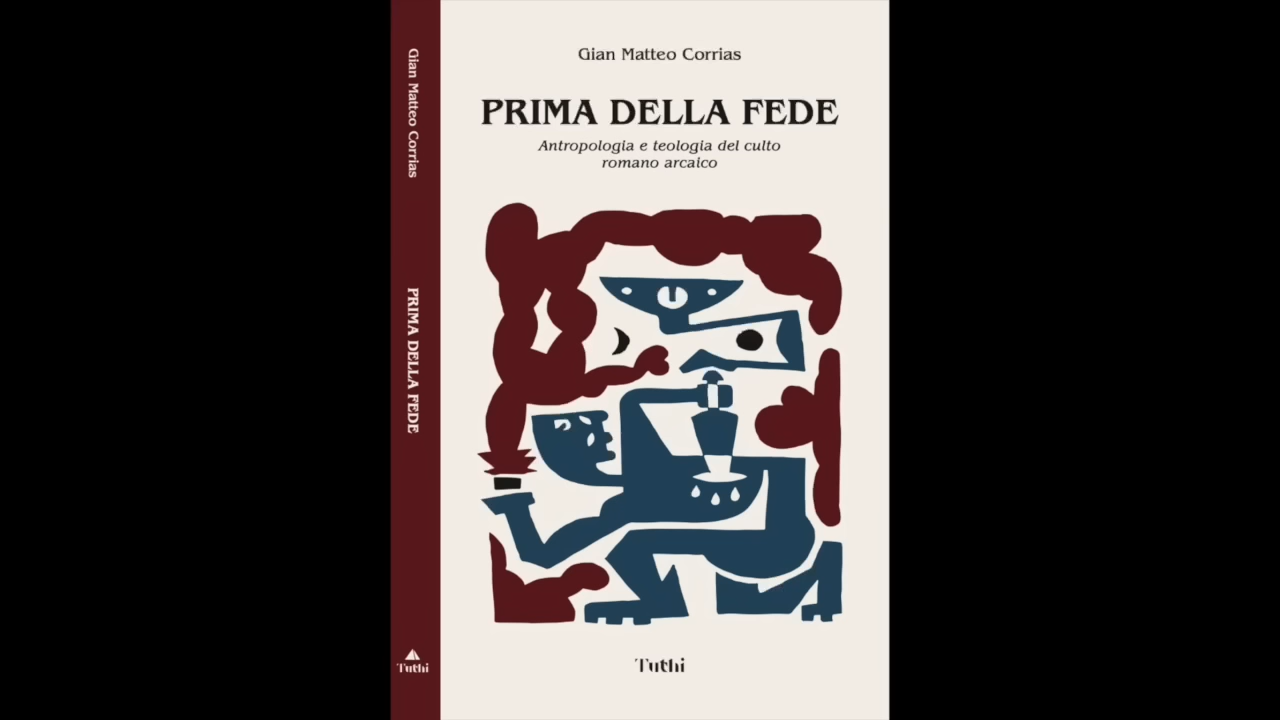 Gian Matteo Corrias
PRIMA DELLA FEDE
Tuthi
Gian Matteo Corrias
PRIMA DELLA FEDE
Antropologia e teologia del culto
romano arcaico
Tuthi